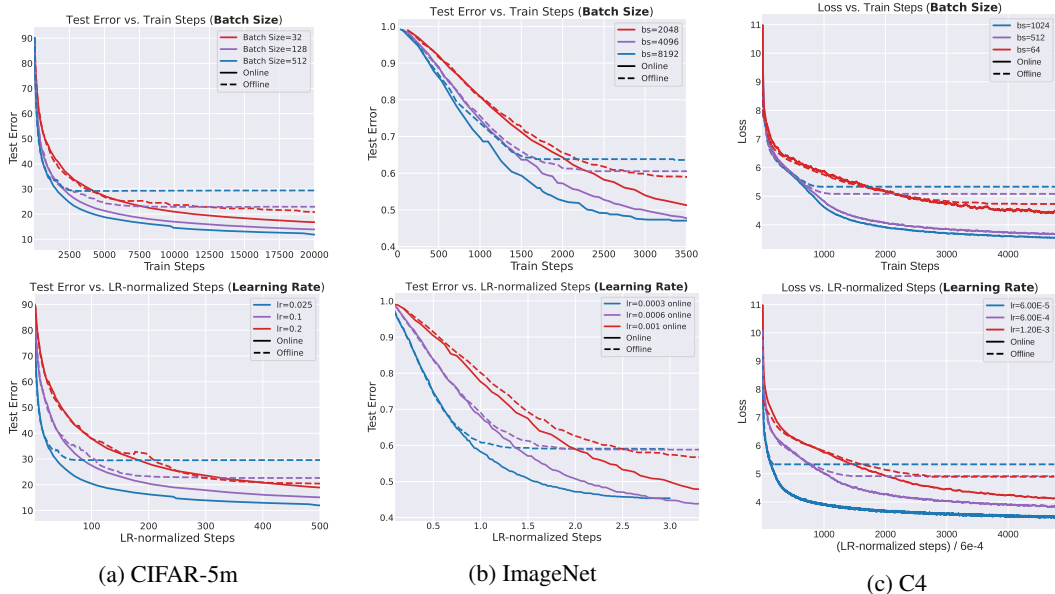 Test Error vs. Train Steps (Batch Size)
90
80
70
60
50
40
30
20
10
Test Error
Batch Size=32
Batch Size=128
Batch Size=512
Online
Offline
2500 5000 7500 10000 12500 15000 17500 20000
Train Steps
Test Error vs. Train Steps (Batch Size)
1.0
0.9
0.8
0.7
0.6
0.5
0.4
Test Error
bs=2048
bs=4096
bs=8192
Online
Offline
0 500 1000 1500 2000 2500 3000 3500
Train Steps
Loss vs. Train Steps (Batch Size)
11
10
9
8
7
6
5
4
Loss
bs=1024
bs=512
bs=64
Online
Offline
1000 2000 3000 4000
Train Steps
Test Error vs. LR-normalized Steps (Learning Rate)
90
80
70
60
50
40
30
20
10
Test Error
lr=0.025
lr=0.1
lr=0.2
Online
Offline
100 200 300 400 500
LR-normalized Steps
Test Error vs. LR-normalized Steps (Learning Rate)
1.0
0.9
0.8
0.7
0.6
0.5
0.4
Test Error
lr=0.0003 online
lr=0.0006 online
lr=0.001 online
Online
Offline
0.5 1.0 1.5 2.0 2.5 3.0
LR-normalized Steps
Loss vs. LR-normalized Steps (Learning Rate)
11
10
9
8
7
6
5
4
Loss
lr=6.00E-5
lr=6.00E-4
lr=1.20E-3
Online
Offline
0 1000 2000 3000 4000
(LR-normalized steps) / 6e-4
(a) CIFAR-5m
(b) ImageNet
(c) C4